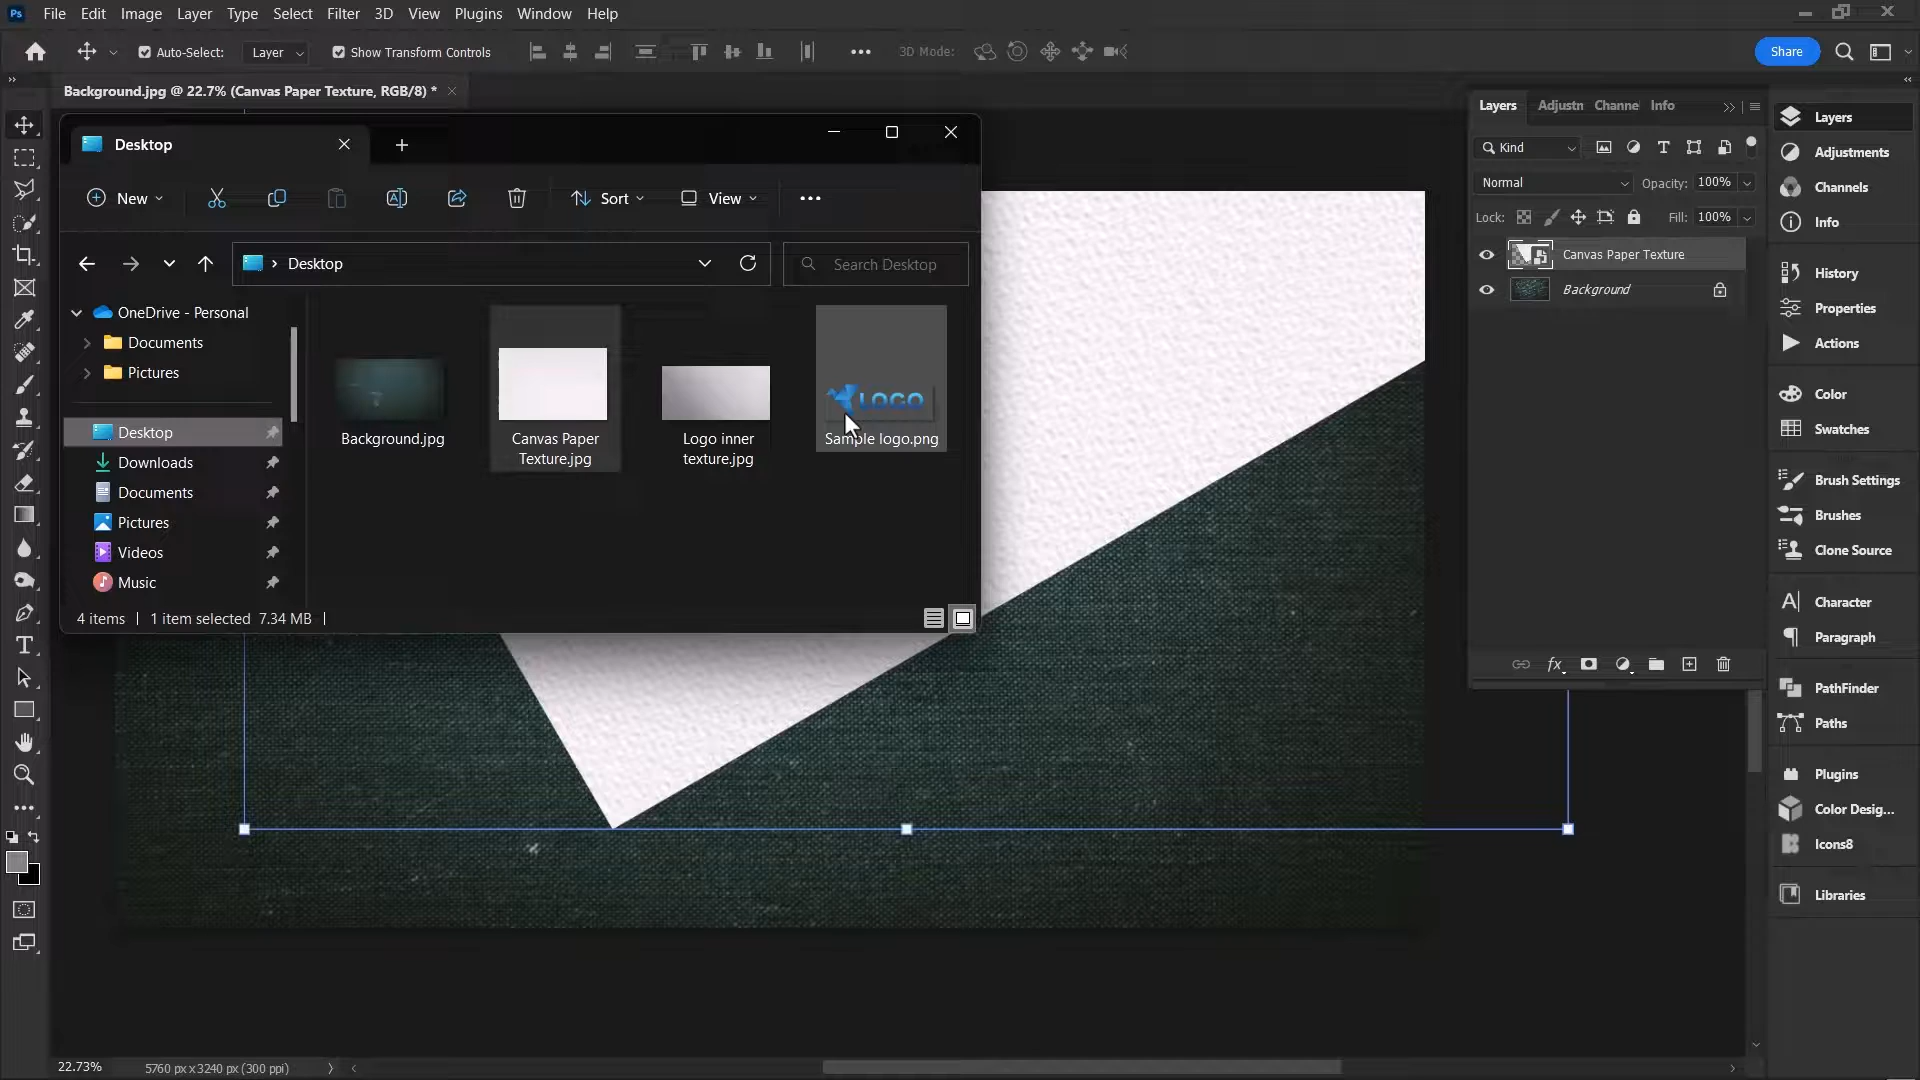 Ps File Edit Image Layer Type Select Filter 3D View Plugins Window Help
Auto-Select: Layer Show Transform Controls 3D Mode: Share
Background.jpg @ 22.7% (Canvas Paper Texture, RGB/8) *
Desktop
New Sort View
Desktop
Search Desktop
OneDrive - Personal
Documents
Pictures
Desktop
Downloads
Documents
Pictures
Videos
Music
LOGO
Background.jpg
Canvas Paper
Texture.jpg
Logo inner
texture.jpg
Sample logo.png
4 items 1 item selected 7.34 MB
Layers Adjustn Channe Info
Kind
Normal Opacity: 100%
Lock: Fill: 100%
Canvas Paper Texture
Background
fx
Layers
Adjustments
Channels
Info
History
Properties
Actions
Color
Swatches
Brush Settings
Brushes
Clone Source
Character
Paragraph
PathFinder
Paths
Plugins
Color Desig...
Icons8
Libraries
22.73% 5760 px x 3240 px (300 ppi)